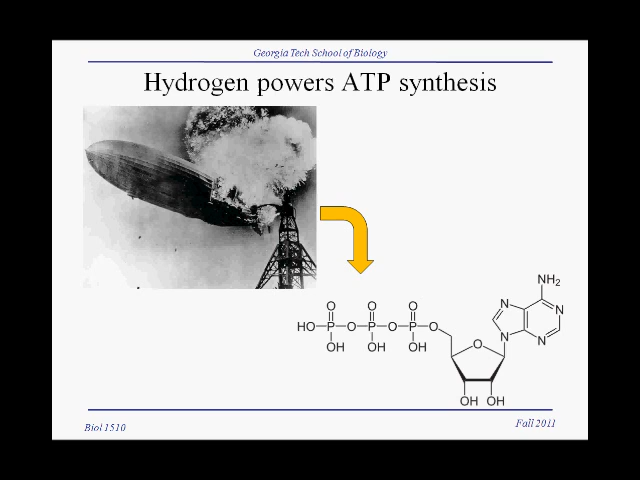 Georgia Tech School of Biology
Hydrogen powers ATP synthesis
NH2
O O O N N
HO P O P O P O N N
OH OH OH O
OH OH
Biol 1510
Fall 2011